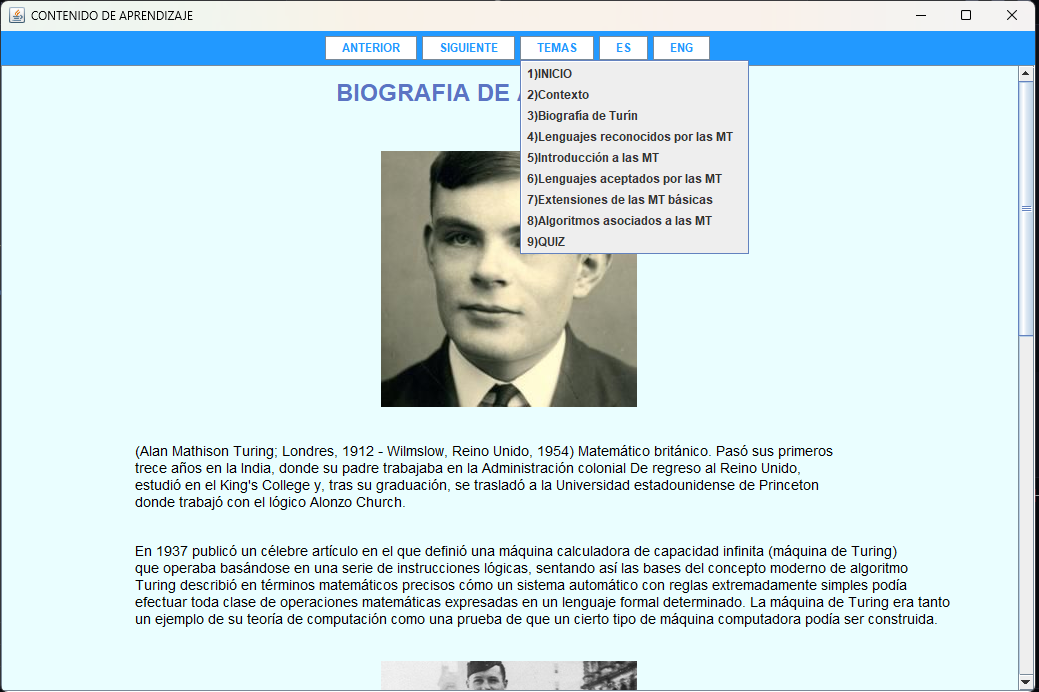 CONTENIDO DE APRENDIZAJE
ANTERIOR SIGUIENTE TEMAS ES ENG
1)INICIO
2)Contexto
3)Biografía de Turín
4)Lenguajes reconocidos por las MT
5)Introducción a las MT
6)Lenguajes aceptados por las MT
7)Extensiones de las MT básicas
8)Algoritmos asociados a las MT
9)QUIZ
BIOGRAFIA DE
(Alan Mathison Turing; Londres, 1912 - Wilmslow, Reino Unido, 1954) Matemático británico. Pasó sus primeros
trece años en la India, donde su padre trabajaba en la Administración colonial De regreso al Reino Unido,
estudió en el King's College y, tras su graduación, se trasladó a la Universidad estadounidense de Princeton
donde trabajó con el lógico Alonzo Church.
En 1937 publicó un célebre artículo en el que definió una máquina calculadora de capacidad infinita (máquina de Turing)
que operaba basándose en una serie de instrucciones lógicas, sentando así las bases del concepto moderno de algoritmo
Turing describió en términos matemáticos precisos cómo un sistema automático con reglas extremadamente simples podía
efectuar toda clase de operaciones matemáticas expresadas en un lenguaje formal determinado. La máquina de Turing era tanto
un ejemplo de su teoría de computación como una prueba de que un cierto tipo de máquina computadora podía ser construida.